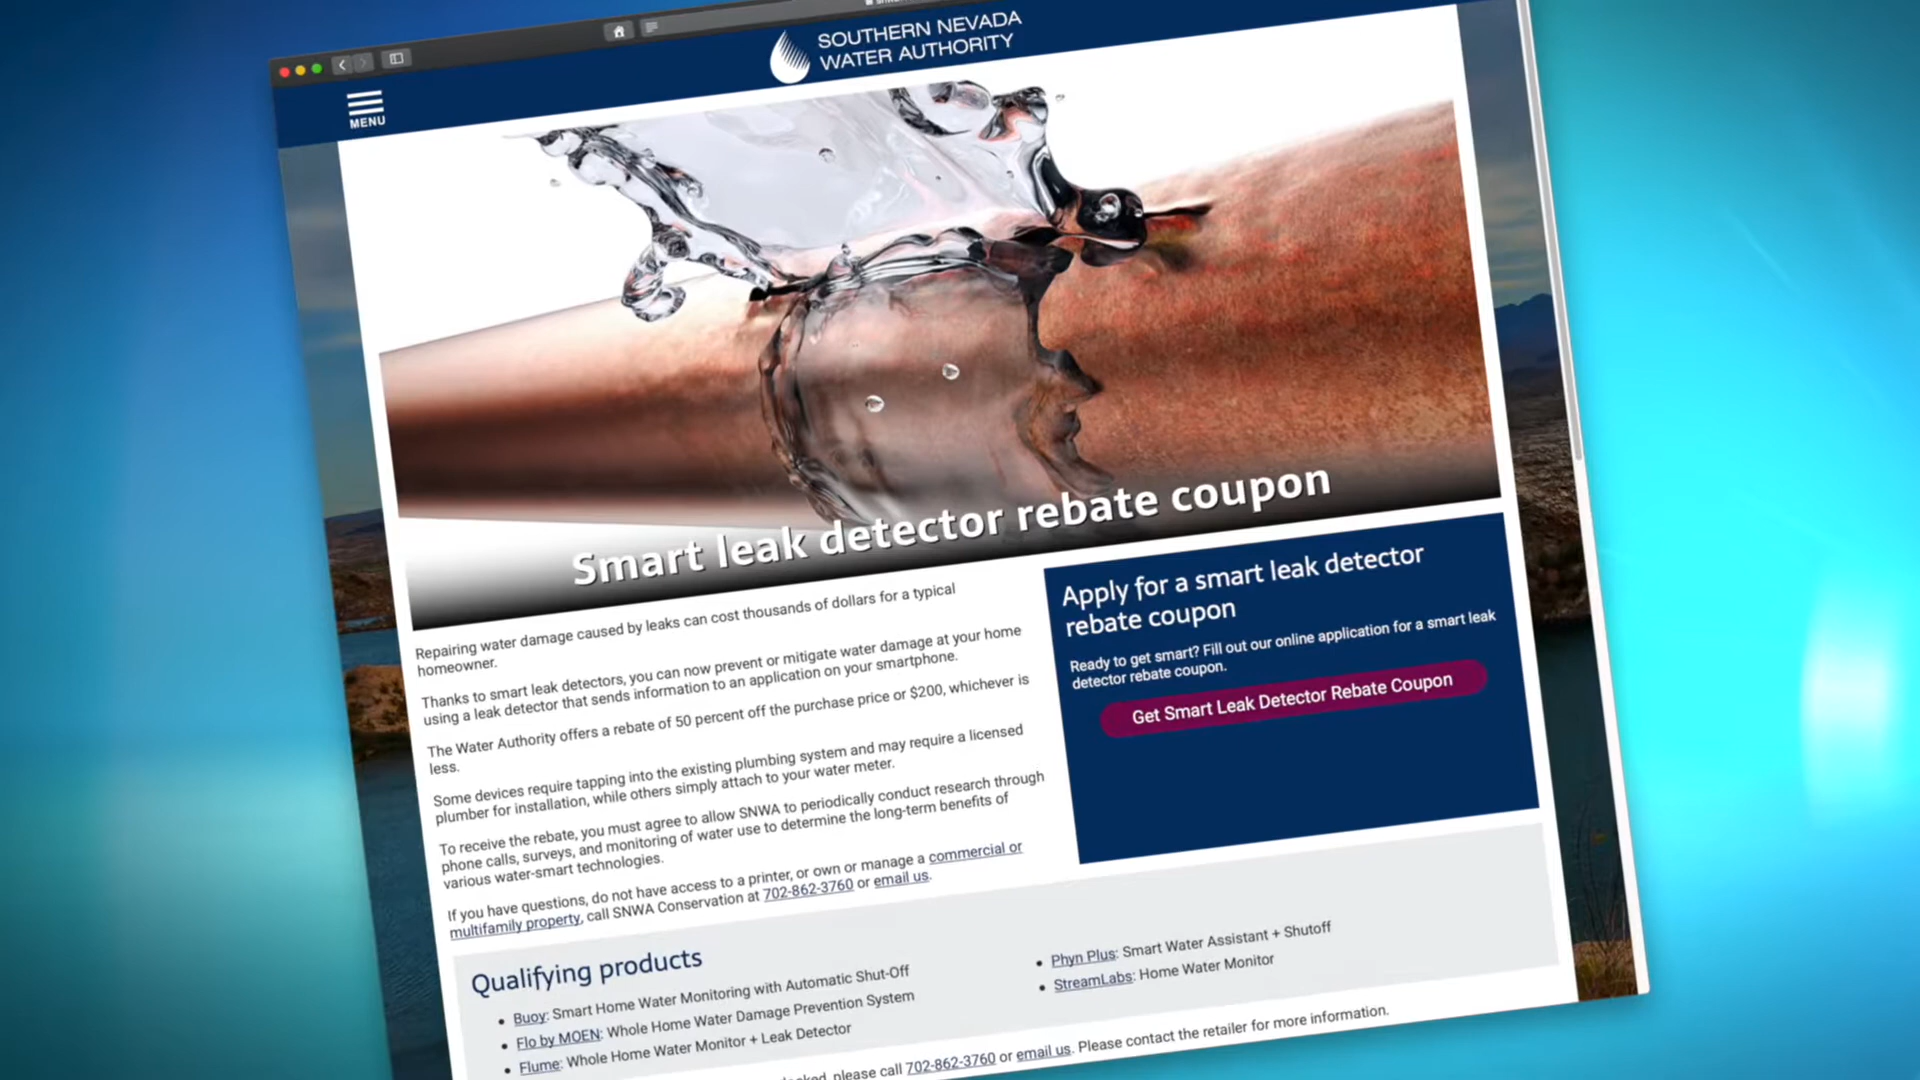 SOUTHERN NEVADA
WATER AUTHORITY
MENU
Smart leak detector rebate coupon
Repairing water damage caused by leaks can cost thousands of dollars for a typical
homeowner.
Thanks to smart leak detectors, you can now prevent or mitigate water damage at your home
using a leak detector that sends information to an application on your smartphone.
The Water Authority offers a rebate of 50 percent off the purchase price or $200, whichever is
less.
Some devices require tapping into the existing plumbing system and may require a licensed
plumber for installation, while others simply attach to your water meter.
To receive the rebate, you must agree to allow SNWA to periodically conduct research through
phone calls, surveys, and monitoring of water use to determine the long-term benefits of
various water-smart technologies.
If you have questions, do not have access to a printer, or own or manage a commercial or
multifamily property, call SNWA Conservation at 702-862-3760 or email us.
Apply for a smart leak detector
rebate coupon
Ready to get smart? Fill out our online application for a smart leak
detector rebate coupon.
Get Smart Leak Detector Rebate Coupon
Qualifying products
• Buoy: Smart Home Water Monitoring with Automatic Shut-Off
• Flo by MOEN: Whole Home Water Damage Prevention System
• Flume: Whole Home Water Monitor + Leak Detector
• Phyn Plus: Smart Water Assistant + Shutoff
• StreamLabs: Home Water Monitor
please call 702-862-3760 or email us. Please contact the retailer for more information.